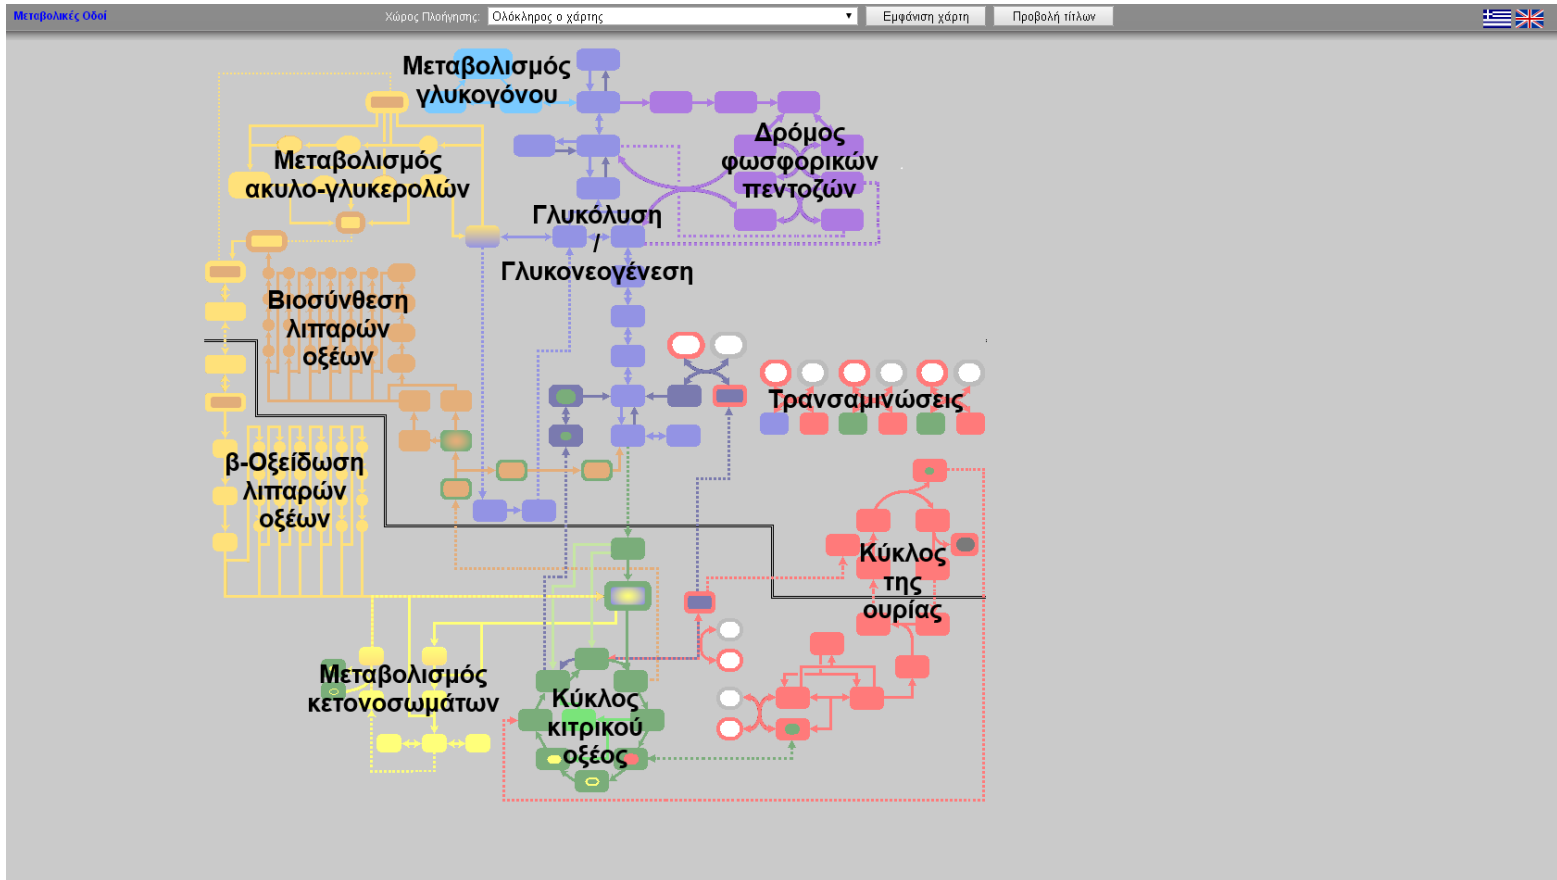 Μεταβολικές Οδοί
Χώρος Πλοήγησης: Ολόκληρος ο χάρτης Εμφάνιση χάρτη Προβολή τίτλων
Μεταβολισμός
γλυκογόνου
Δρόμος
φωσφορικών
πεντοζών
Μεταβολισμός
ακυλο-γλυκερολών
Γλυκόλυση
/
Γλυκονεογένεση
Βιοσύνθεση
λιπαρών
οξέων
Τρανσαμινώσεις
β-Οξείδωση
λιπαρών
οξέων
Κύκλος
της
ουρίας
Μεταβολισμός
κετονοσωμάτων
Κύκλος
κιτρικού
οξέος